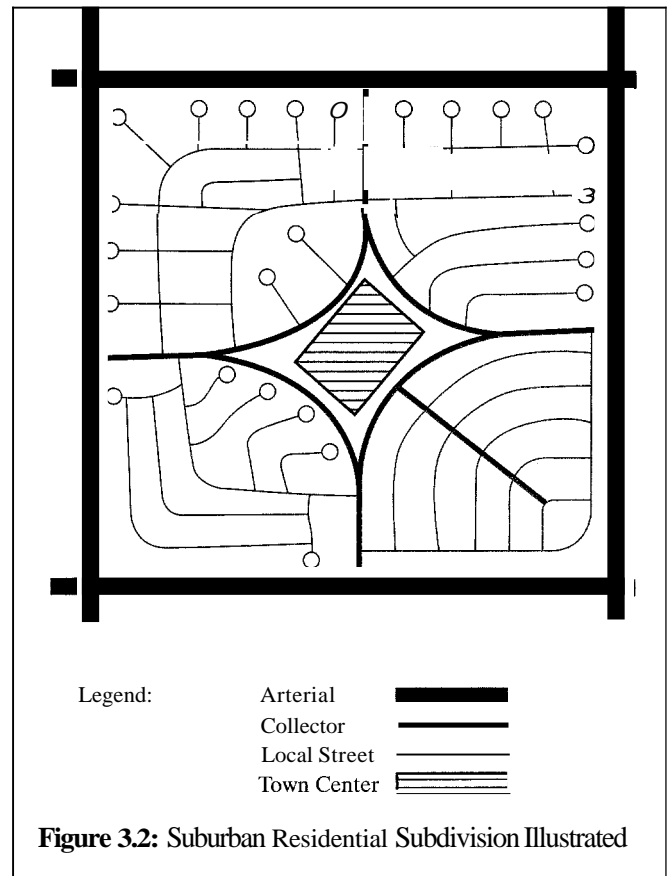 Legend:
Arterial
Collector
Local Street
Town Center
Figure 3.2: Suburban Residential Subdivision Illustrated